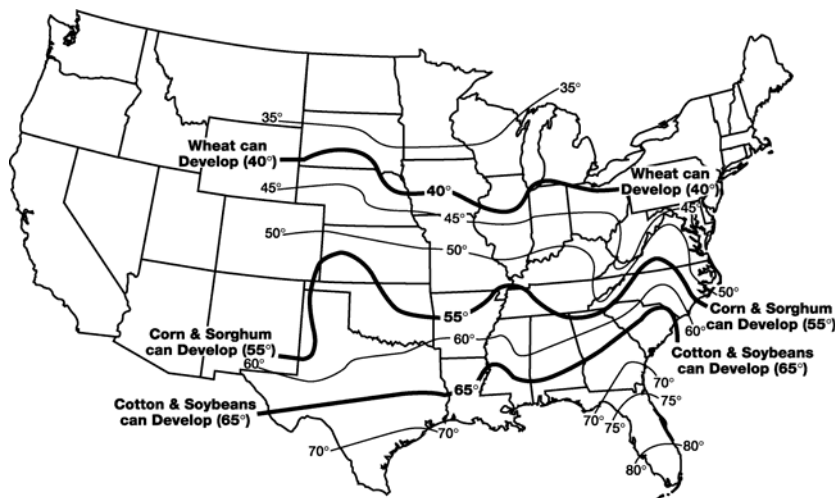 35°
35°
Wheat can
Develop (40°)
40°
Wheat can
Develop (40°)
45°
45°
45°
50°
50°
50°
55°
Corn & Sorghum
can Develop (55°)
Corn & Sorghum
can Develop (55°)
60°
60°
60°
Cotton & Soybeans
can Develop (65°)
65°
Cotton & Soybeans
can Develop (65°)
70°
70°
75°
75°
70°
70°
80°
80°